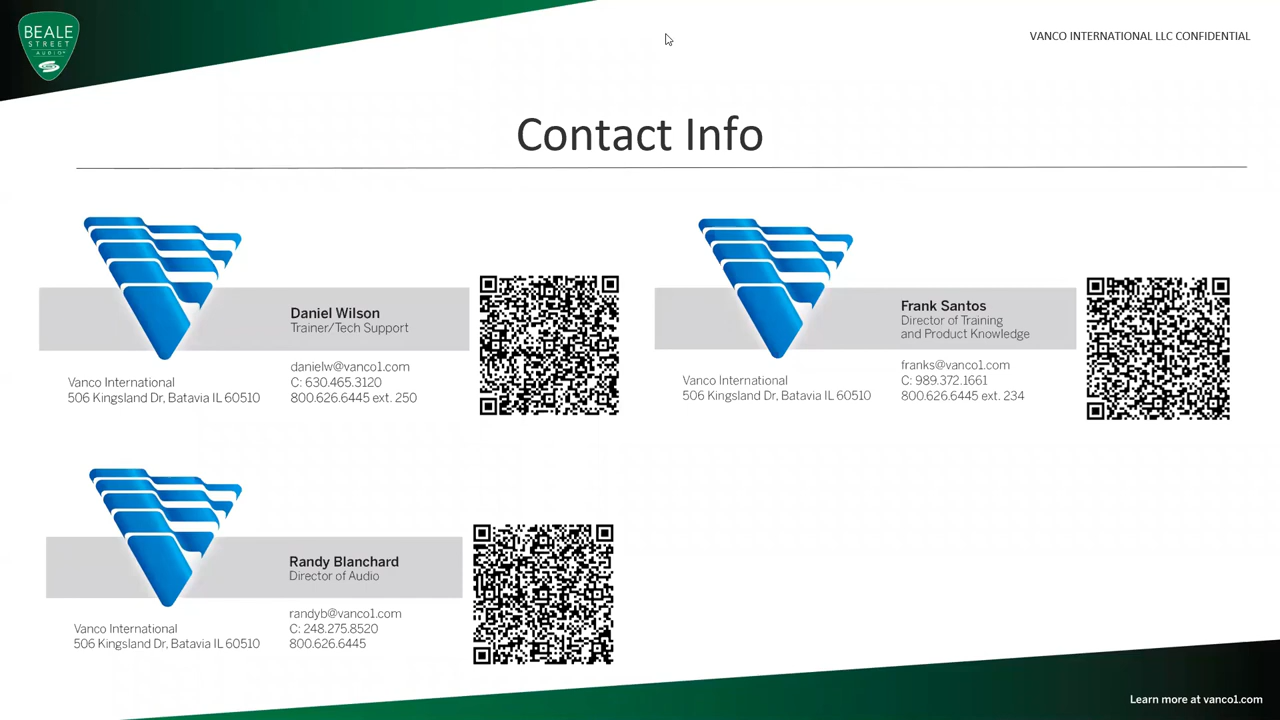 BEALE
STREET
AUDIO
VANCO INTERNATIONAL LLC CONFIDENTIAL
Contact Info
Daniel Wilson
Trainer/Tech Support
danielw@vanco1.com
C: 630.465.3120
800.626.6445 ext. 250
Vanco International
506 Kingsland Dr, Batavia IL 60510
Frank Santos
Director of Training
and Product Knowledge
franks@vanco1.com
C: 989.372.1661
800.626.6445 ext. 234
Vanco International
506 Kingsland Dr, Batavia IL 60510
Randy Blanchard
Director of Audio
randyb@vanco1.com
C: 248.275.8520
800.626.6445
Vanco International
506 Kingsland Dr, Batavia IL 60510
Learn more at vanco1.com